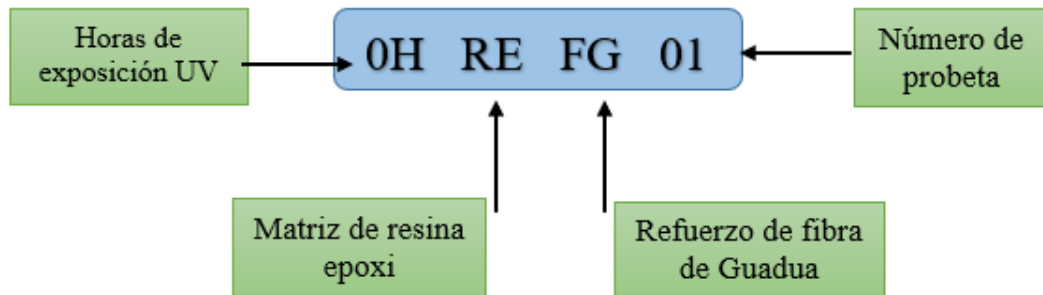 Horas de
exposición UV
0H RE FG 01
Número de
probeta
Matriz de resina
epoxi
Refuerzo de fibra
de Guadua